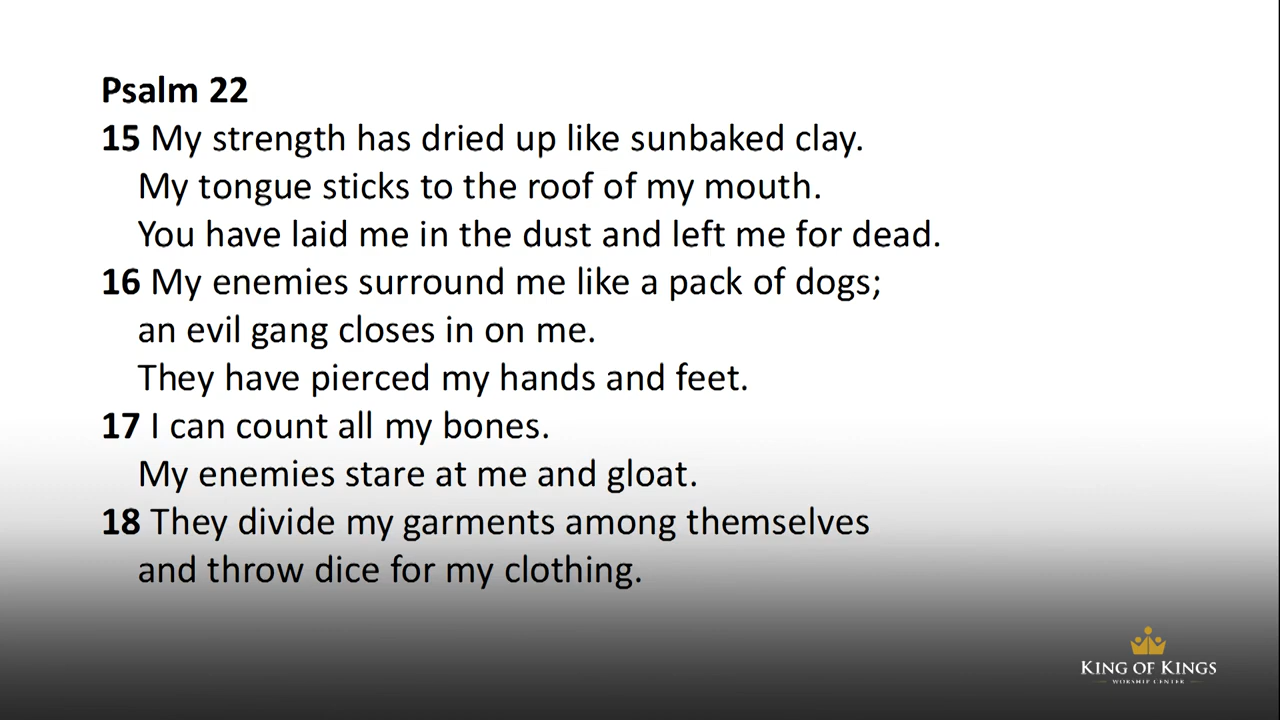 Psalm 22
15 My strength has dried up like sunbaked clay.
My tongue sticks to the roof of my mouth.
You have laid me in the dust and left me for dead.
16 My enemies surround me like a pack of dogs;
an evil gang closes in on me.
They have pierced my hands and feet.
17 I can count all my bones.
My enemies stare at me and gloat.
18 They divide my garments among themselves
and throw dice for my clothing.
KING OF KINGS
WORSHIP CENTER